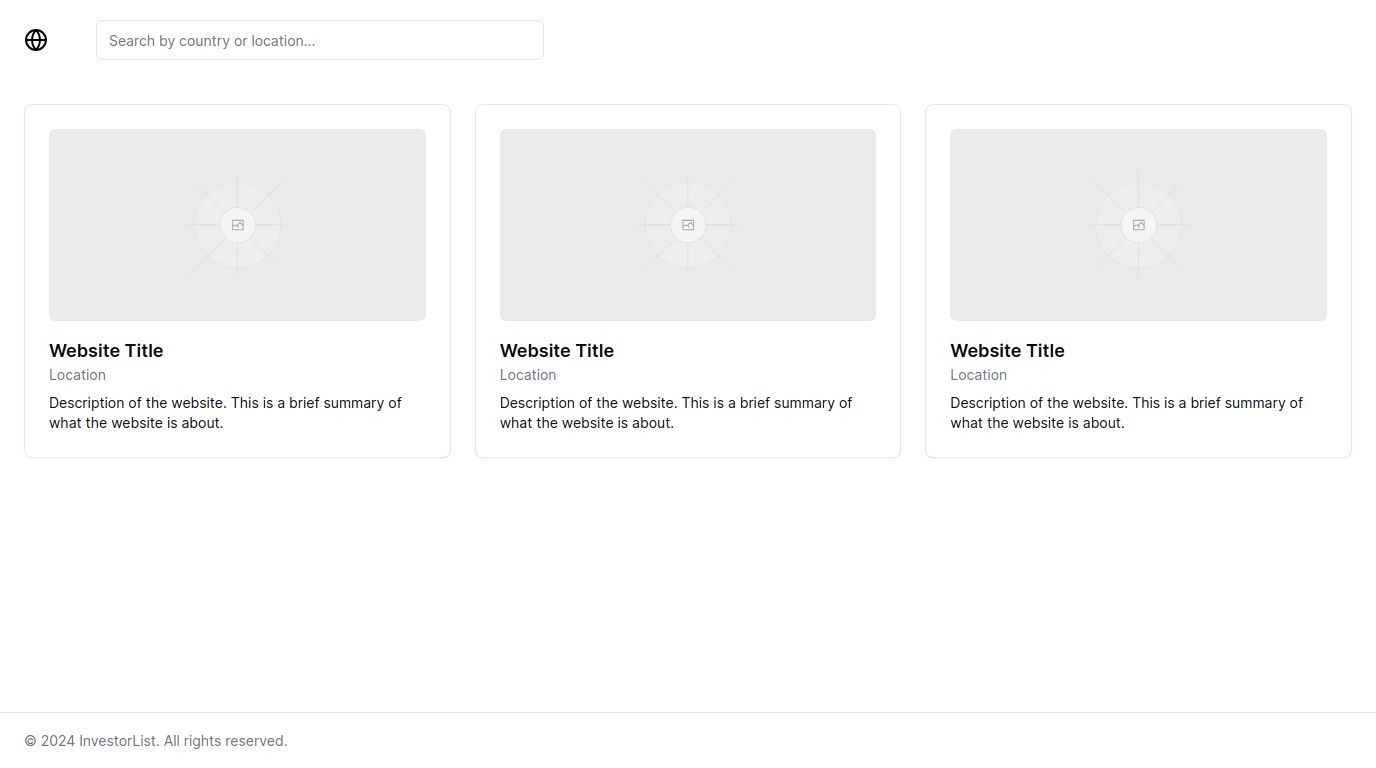 Search by country or location...
Website Title
Location
Description of the website. This is a brief summary of
what the website is about.
Website Title
Location
Description of the website. This is a brief summary of
what the website is about.
Website Title
Location
Description of the website. This is a brief summary of
what the website is about.
© 2024 InvestorList. All rights reserved.